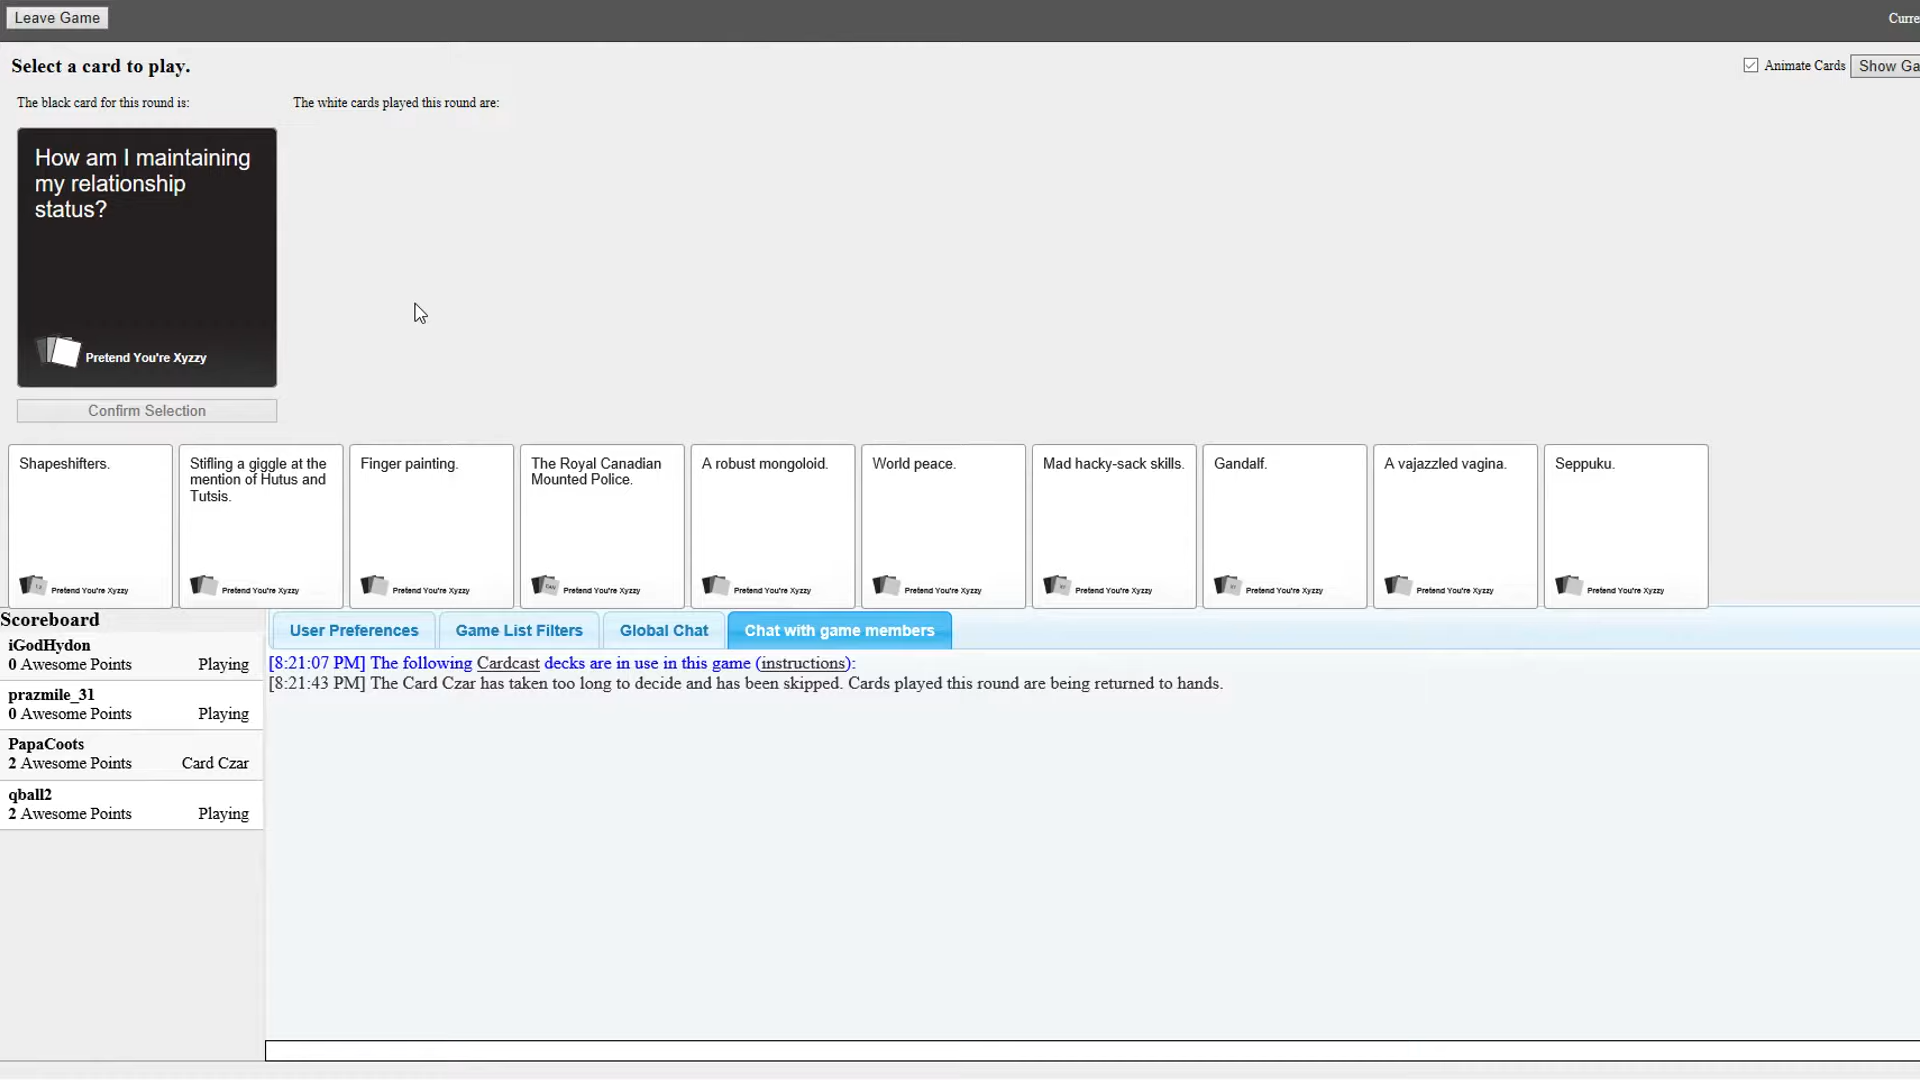 Leave Game
Curre
Select a card to play.
Animate Cards
Show Ga
The black card for this round is:
The white cards played this round are:
How am I maintaining
my relationship
status?
Pretend You're Xyzzy
Confirm Selection
Shapeshifters.
Pretend You're Xyzzy
Stifling a giggle at the
mention of Hutus and
Tutsis.
Pretend You're Xyzzy
Finger painting.
Pretend You're Xyzzy
The Royal Canadian
Mounted Police.
Pretend You're Xyzzy
A robust mongoloid.
Pretend You're Xyzzy
World peace.
Pretend You're Xyzzy
Mad hacky-sack skills.
Pretend You're Xyzzy
Gandalf.
Pretend You're Xyzzy
A vajazzled vagina.
Pretend You're Xyzzy
Seppuku.
Pretend You're Xyzzy
Scoreboard
iGodHydon
0 Awesome Points Playing
prazmile_31
0 Awesome Points Playing
PapaCoots
2 Awesome Points Card Czar
qball2
2 Awesome Points Playing
User Preferences
Game List Filters
Global Chat
Chat with game members
[8:21:07 PM] The following Cardcast decks are in use in this game (instructions):
[8:21:43 PM] The Card Czar has taken too long to decide and has been skipped. Cards played this round are being returned to hands.